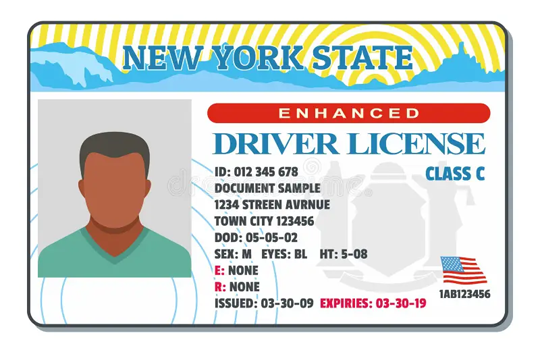 NEW YORK STATE
ENHANCED
DRIVER LICENSE
ID: 012 345 678
CLASS C
DOCUMENT SAMPLE
1234 STREEN AVRNUE
TOWN CITY 123456
DOD: 05-05-02
SEX: M EYES: BL HT: 5-08
E: NONE
R: NONE
ISSUED: 03-30-09 EXPIRIES: 03-30-19
1AB123456